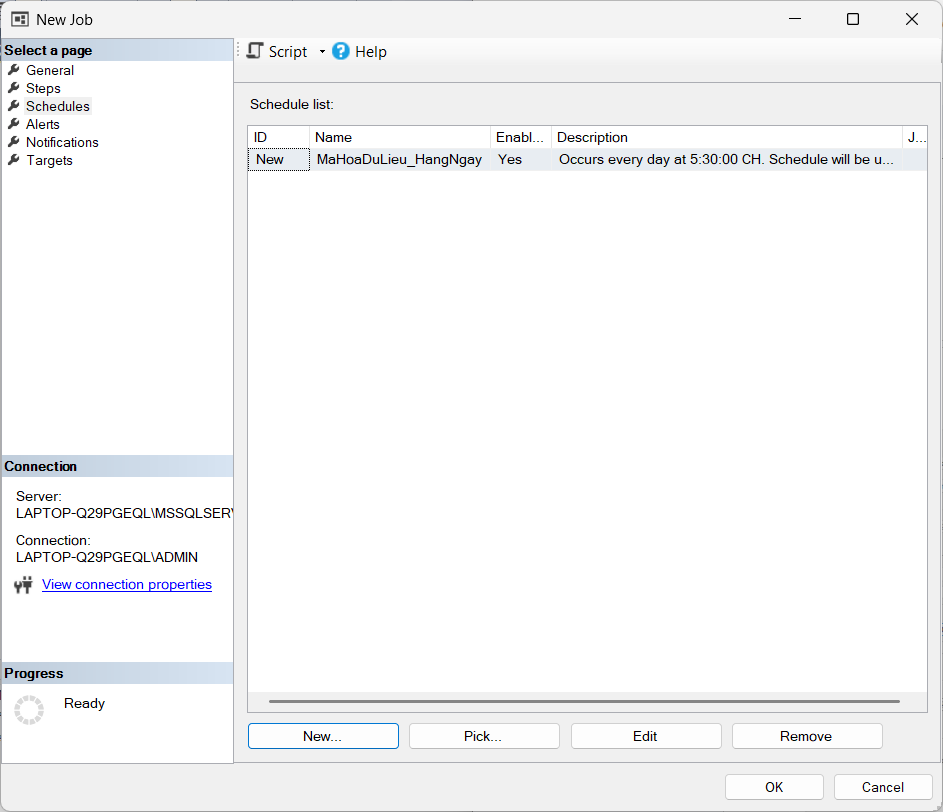 New Job
Select a page
General
Steps
Schedules
Alerts
Notifications
Targets
Script
Help
Schedule list:
ID Name Enabl... Description J...
New MaHoaDuLieu_HangNgay Yes Occurs every day at 5:30:00 CH. Schedule will be u...
Connection
Server:
LAPTOP-Q29PGEQL\MSSQLSERV
Connection:
LAPTOP-Q29PGEQL\ADMIN
View connection properties
Progress
Ready
New... Pick... Edit Remove
OK Cancel